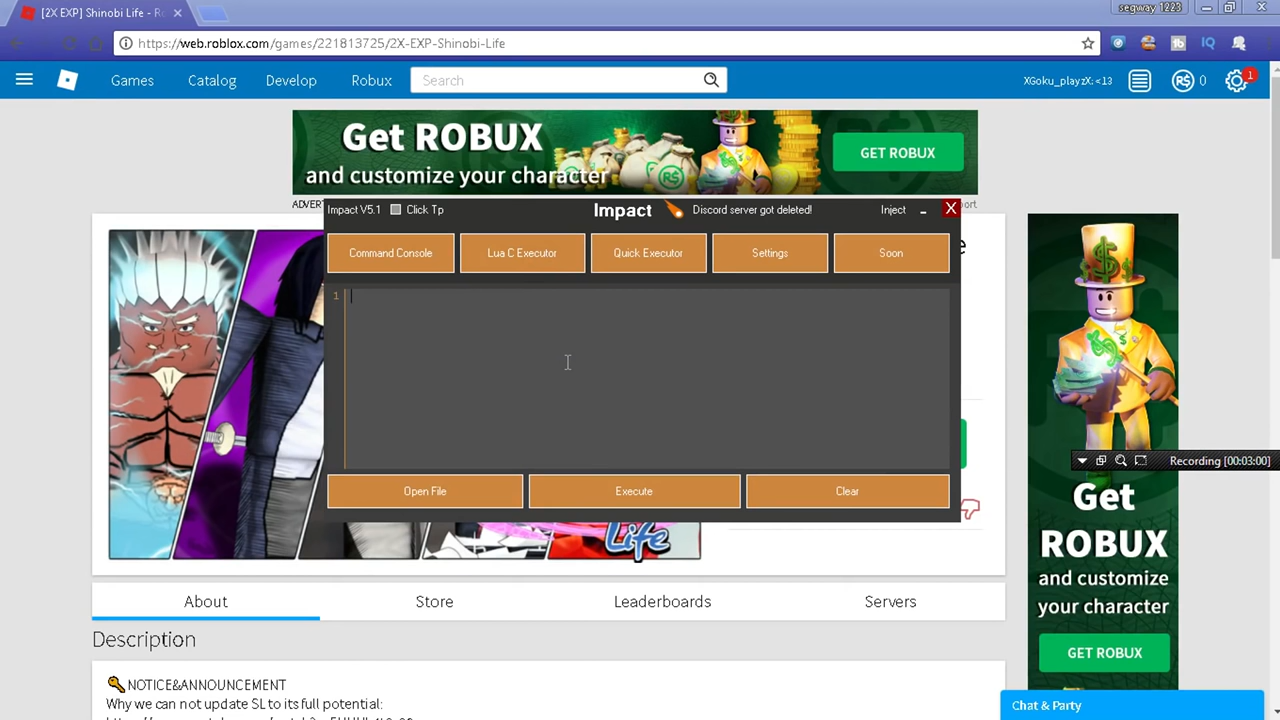 [2X EXP] Shinobi Life - Ro
segway 1223
https://web.roblox.com/games/221813725/2X-EXP-Shinobi-Life
Games
Catalog
Develop
Robux
Search
XGoku_playzX: <13
0
1
Get ROBUX
and customize your character
GET ROBUX
Impact V5.1
Click Tp
Impact
Discord server got deleted!
Inject
_
X
Command Console
Lua C Executor
Quick Executor
Settings
Soon
1
Open File
Execute
Clear
Life
Recording [00:03:00]
Get
ROBUX
and customize
your character
GET ROBUX
About
Store
Leaderboards
Servers
Description
NOTICE&ANNOUNCEMENT
Why we can not update SL to its full potential:
Chat & Party